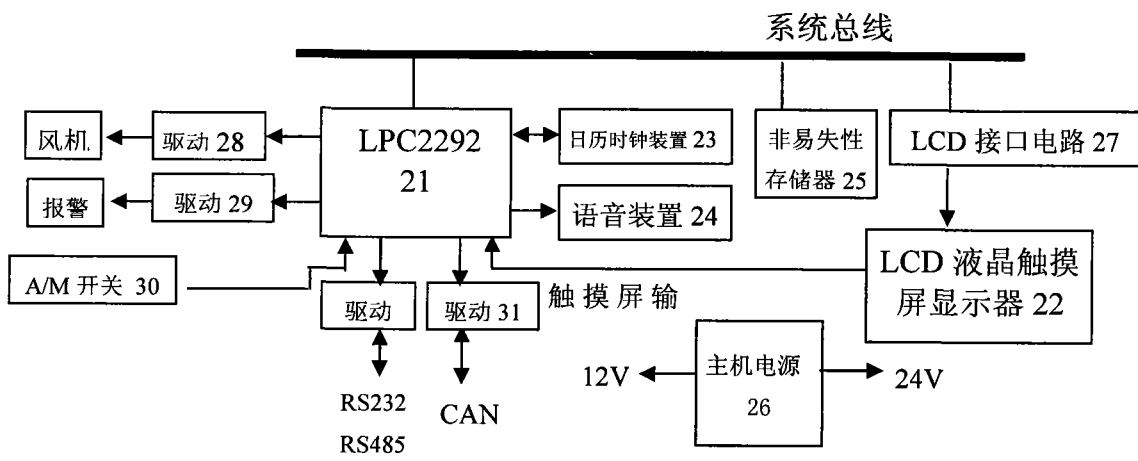 系统总线
风机
驱动 28
LPC2292
21
日历时钟装置 23
非易失性
存储器 25
LCD 接口电路 27
报警
驱动 29
语音装置 24
A/M 开关 30
驱动
驱动 31
触摸屏输
LCD 液晶触摸
屏显示器 22
12V
主机电源
26
24V
RS232
RS485
CAN